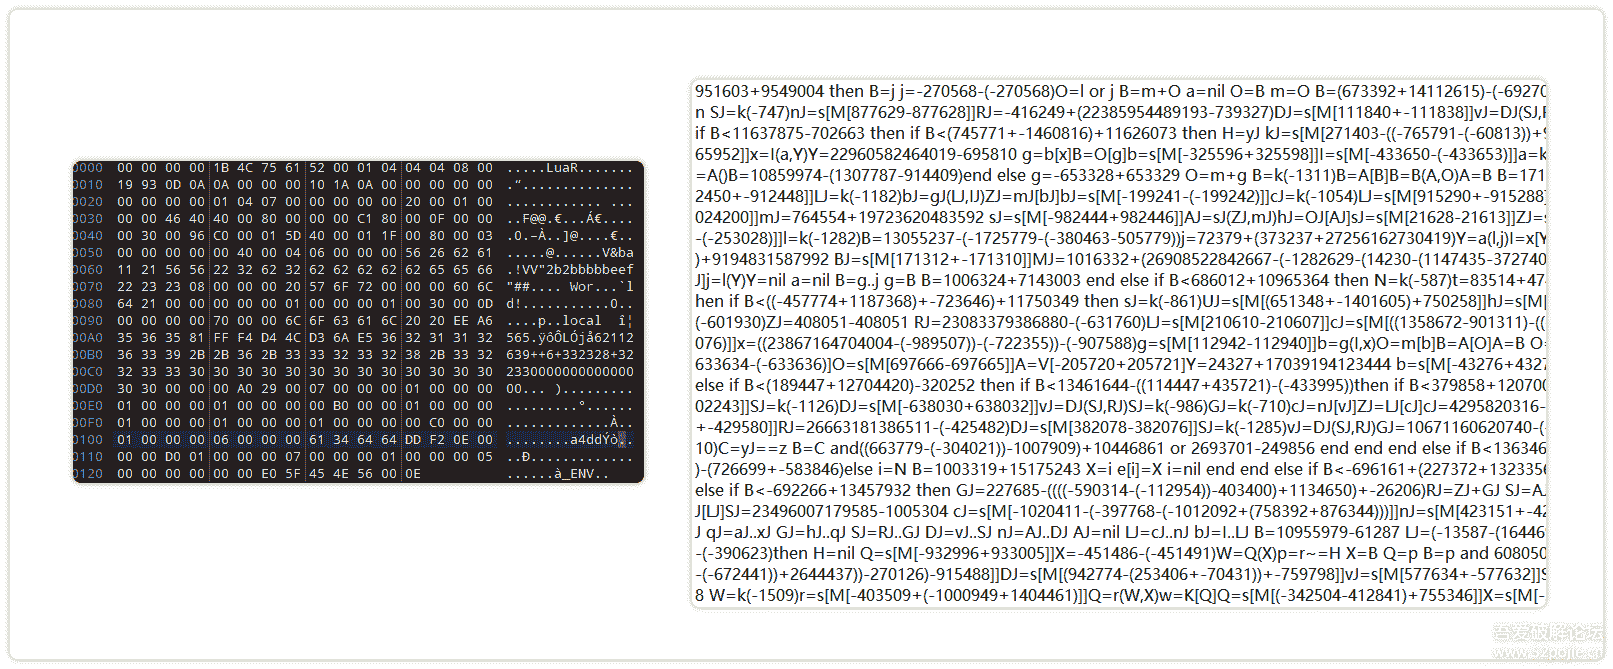 0000 00 00 00 00 1B 4C 75 61 52 00 01 04 04 04 08 00 .....LuaR.......
0010 19 93 0D 0A 0A 00 00 00 10 1A 0A 00 00 00 00 00 .“..............
0020 00 00 00 00 01 04 07 00 00 00 00 00 20 00 01 00 ............ ...
0030 00 00 46 40 40 00 80 00 00 00 C1 80 00 0F 00 00 ..F@@.€...Á€....
0040 00 30 00 96 C0 00 01 5D 40 00 01 1F 00 80 00 03 .0.–À..]@....€..
0050 00 00 00 00 00 40 00 04 06 00 00 00 56 26 62 61 .....@......V&ba
0060 11 21 56 56 22 32 62 32 62 62 62 62 62 65 65 66 .!VV"2b2bbbbbeef
0070 22 23 23 08 00 00 00 20 57 6F 72 00 00 00 60 6C "##.... Wor...`l
0080 64 21 00 00 00 00 00 01 00 00 01 00 30 00 0D d!..........0..
0090 00 00 00 00 70 00 00 6C 6F 63 61 6C 20 20 EE A6 ....p..local  î¦
00A0 35 36 35 81 FF F4 D4 4C D3 6A E5 36 32 31 31 32 565.ÿôÔLÓjå62112
00B0 36 33 39 2B 2B 36 2B 33 33 32 33 32 38 2B 33 32 639++6+332328+32
00C0 32 33 33 30 30 30 30 30 30 30 30 30 30 30 30 30 2330000000000000
00D0 30 30 00 00 00 A0 29 00 07 00 00 00 01 00 00 00 00... ).........
00E0 01 00 00 00 01 00 00 00 00 B0 00 00 01 00 00 00 .........°......
00F0 01 00 00 00 00 00 01 00 00 00 00 00 C0 00 00 00 .............À..
0100 01 00 00 00 06 00 00 00 61 34 64 64 DD F2 0E 00 ........a4ddÝò..
0110 00 00 D0 01 00 00 00 07 00 00 00 01 00 00 00 05 ..Ð.............
0120 00 00 00 00 00 00 E0 5F 45 4E 56 00 0E ......à_ENV..
951603+9549004 then B=j j=-270568-(-270568)O=l or j B=m+O a=nil O=B m=O B=(673392+14112615)-(-69270
n SJ=k(-747)nJ=s[M[877629-877628]]RJ=-416249+(22385954489193-739327)DJ=s[M[111840+-111838]]vJ=DJ(SJ,R
if B<11637875-702663 then if B<(745771+-1460816)+11626073 then H=yJ kJ=s[M[271403-((-765791-(-60813))+9
65952]]x=I(a,Y)Y=22960582464019-695810 g=b[x]B=O[g]b=s[M[-325596+325598]]I=s[M[-433650-(-433653)]]a=k
=A()B=10859974-(1307787-914409)end else g=-653328+653329 O=m+g B=k(-1311)B=A[B]B=B(A,O)A=B B=171
2450+-912448]]LJ=k(-1182)bJ=gJ(LJ,IJ)ZJ=mJ[bJ]bJ=s[M[-199241-(-199242)]]cJ=k(-1054)LJ=s[M[915290+-915288]
024200]]mJ=764554+19723620483592 sJ=s[M[-982444+982446]]AJ=sJ(ZJ,mJ)hJ=OJ[AJ]sJ=s[M[21628-21613]]ZJ=s
-(-253028)]]l=k(-1282)B=13055237-(-1725779-(-380463-505779))j=72379+(373237+27256162730419)Y=a(l,j)I=x[Y
)+9194831587992 BJ=s[M[171312+-171310]]MJ=1016332+(26908522842667-(-1282629-(14230-(1147435-372740
J]j=l(Y)Y=nil a=nil B=g..j g=B B=1006324+7143003 end else if B<686012+10965364 then N=k(-587)t=83514+474
hen if B<((-457774+1187368)+-723646)+11750349 then sJ=k(-861)UJ=s[M[(651348+-1401605)+750258]]hJ=s[M[
(-601930)ZJ=408051-408051 RJ=23083379386880-(-631760)LJ=s[M[210610-210607]]cJ=s[M[((1358672-901311)-((
076)]]x=((23867164704004-(-989507))-(-722355))-(-907588)g=s[M[112942-112940]]b=g(I,x)O=m[b]B=A[O]A=B O=
633634-(-633636)]O=s[M[697666-697665]]A=V[-205720+205721]Y=24327+17039194123444 b=s[M[-43276+4327
else if B<(189447+12704420)-320252 then if B<13461644-((114447+435721)-(-433995))then if B<379858+120700
02243]]SJ=k(-1126)DJ=s[M[-638030+638032]]vJ=DJ(SJ,RJ)SJ=k(-986)GJ=k(-710)cJ=nJ[vJ]ZJ=LJ[cJ]cJ=4295820316-
+-429580]]RJ=26663181386511-(-425482)DJ=s[M[382078-382076]]SJ=k(-1285)vJ=DJ(SJ,RJ)GJ=10671160620740-(-
10)C=yJ==z B=C and((663779-(-304021))-1007909)+10446861 or 2693701-249856 end end end else if B<136346
)-(726699+-583846)else i=N B=1003319+15175243 X=i e[i]=X i=nil end end else if B<-696161+(227372+1323356
else if B<-692266+13457932 then GJ=227685-((((-590314-(-112954))-403400)+1134650)+-26206)RJ=ZJ+GJ SJ=AJ
J[LJ]SJ=23496007179585-1005304 cJ=s[M[-1020411-(-397768-(-1012092+(758392+876344)))]]nJ=s[M[423151+-42
J qJ=aJ..xJ GJ=hJ..qJ SJ=RJ..GJ DJ=vJ..SJ nJ=AJ..DJ AJ=nil LJ=cJ..nJ bJ=I..LJ B=10955979-61287 LJ=(-13587-(16446
-(-390623)then H=nil Q=s[M[-932996+933005]]X=-451486-(-451491)W=Q(X)p=r~=H X=B Q=p B=p and 608050
-(-672441))+2644437))-270126)-915488]]DJ=s[M[(942774-(253406+-70431))+-759798]]vJ=s[M[577634+-577632]]S
8 W=k(-1509)r=s[M[-403509+(-1000949+1404461)]]Q=r(W,X)w=K[Q]Q=s[M[(-342504-412841)+755346]]X=s[M[-
吾爱破解论坛
www.52pojie.cn